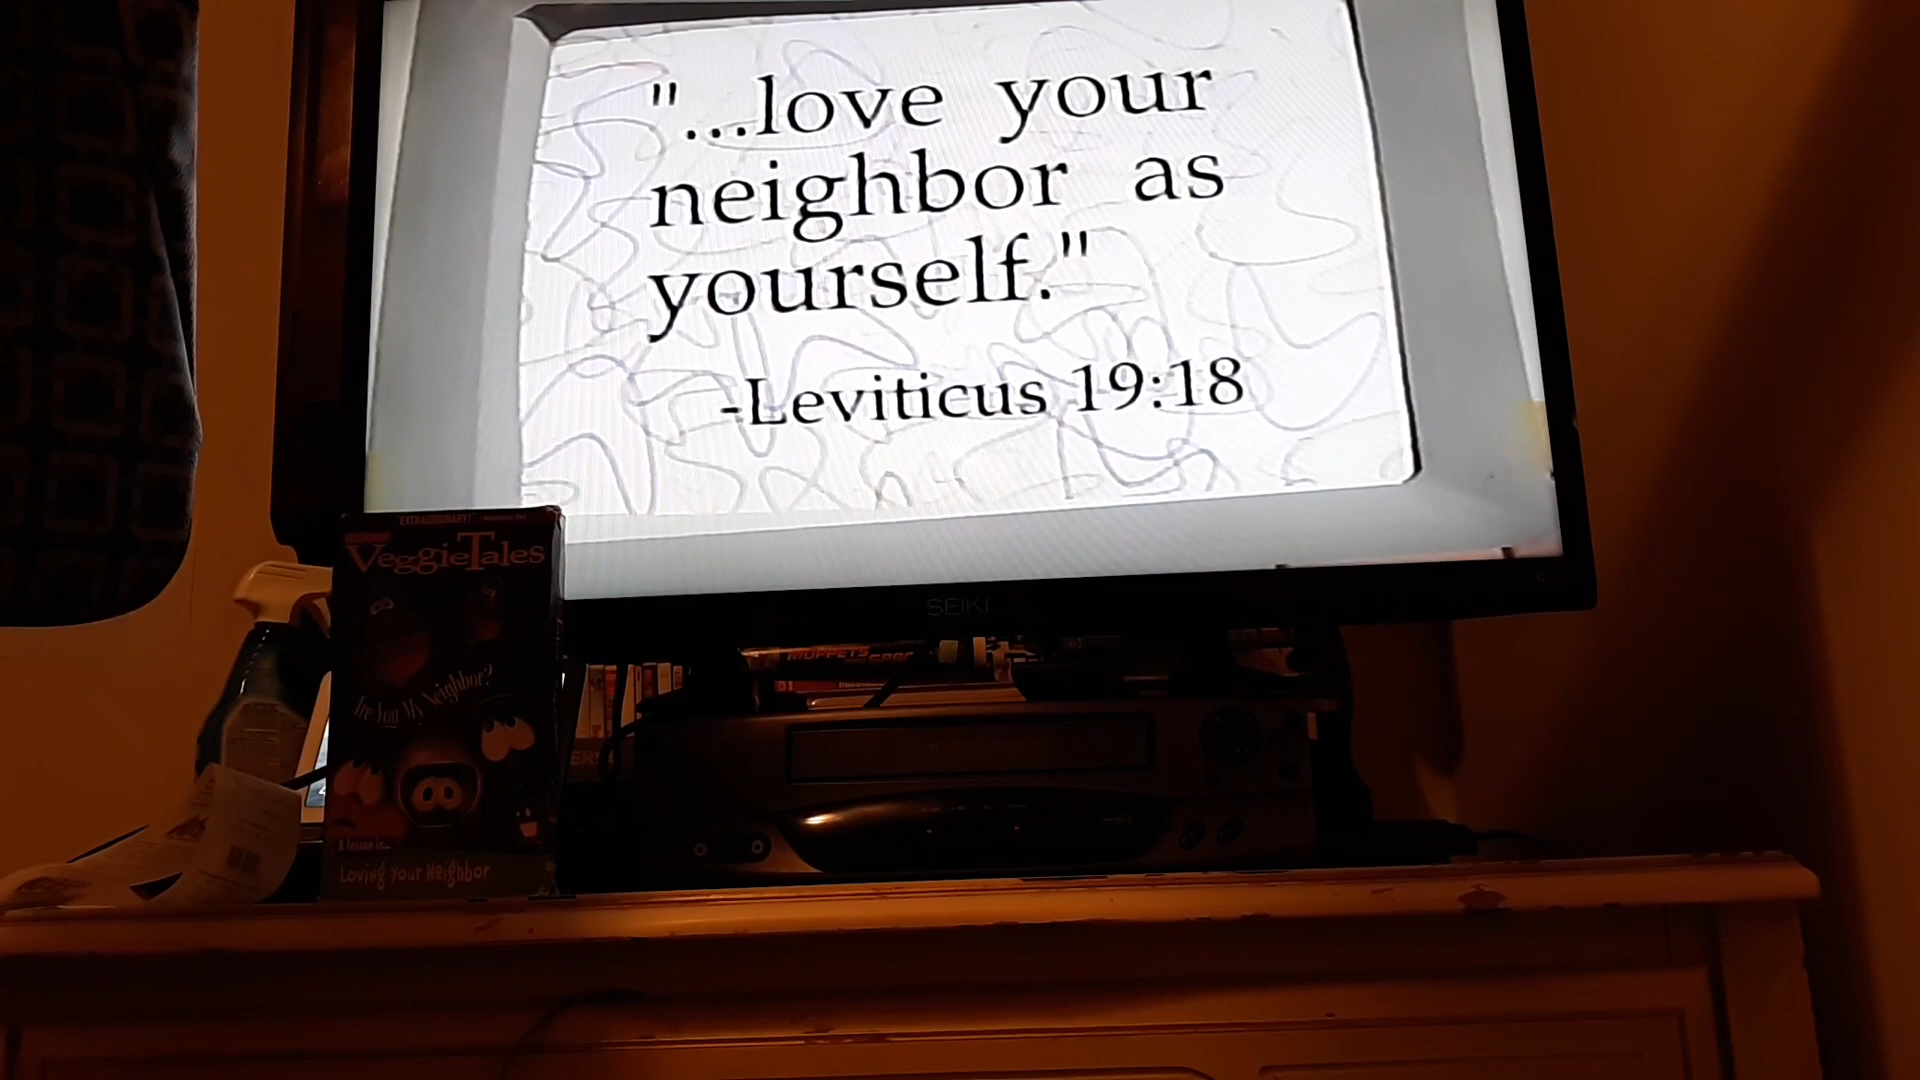 "...love your
neighbor as
yourself."
-Leviticus 19:18
SEIKI
EXTRAORDINARY!
VeggieTales
Are You My Neighbor?
A lesson in...
Loving Your Neighbor
MUPPETS